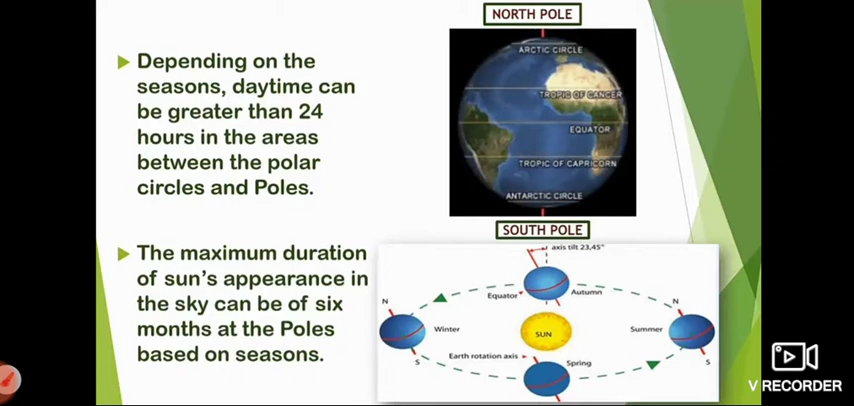 NORTH POLE
Depending on the
seasons, daytime can
be greater than 24
hours in the areas
between the polar
circles and Poles.
ARCTIC CIRCLE
TROPIC OF CANCER
EQUATOR
TROPIC OF CAPRICORN
ANTARCTIC CIRCLE
SOUTH POLE
The maximum duration
of sun's appearance in
the sky can be of six
months at the Poles
based on seasons.
axis tilt 23,45°
Equator
Autumn
N
Winter
S
SUN
N
Summer
S
Earth rotation axis
Spring
V RECORDER